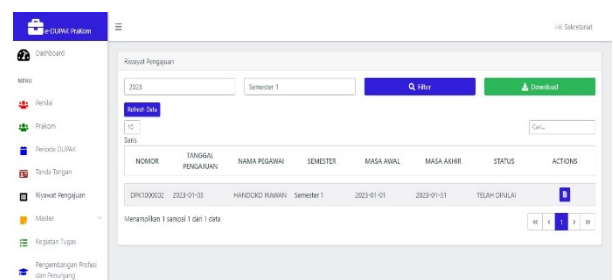 e-DUPAK PraKom
Hi! Sekretariat
Dashboard
MENU
Penilai
Prakom
Periode DUPAK
Tanda Tangan
Riwayat Pengajuan
Master
Kegiatan Tugas
Pengembangan Profesi
dan Penunjang
Riwayat Pengajuan
2023
Semester 1
Filter
Download
Refresh Data
10
Baris
Cari...
NOMOR
TANGGAL
PENGAJUAN
NAMA PEGAWAI
SEMESTER
MASA AWAL
MASA AKHIR
STATUS
ACTIONS
DPK1000002 2023-01-03 HANDOKO IRAWAN Semester 1 2023-01-01 2023-01-31 TELAH DINILAI
Menampilkan 1 sampai 1 dari 1 data
« < 1 > »